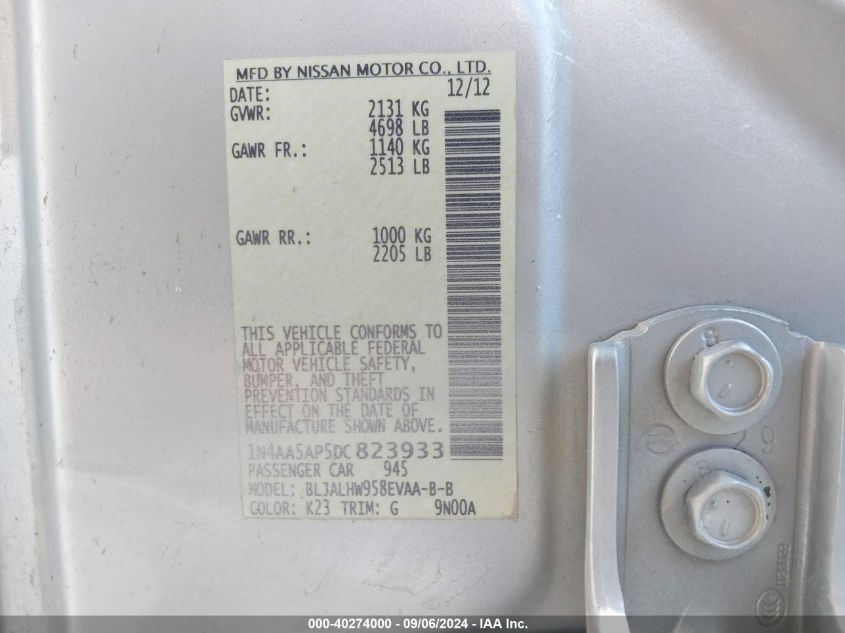 MFD BY NISSAN MOTOR CO., LTD.
DATE: 12/12
GVWR: 2131 KG
4698 LB
GAWR FR.: 1140 KG
2513 LB
GAWR RR.: 1000 KG
2205 LB
THIS VEHICLE CONFORMS TO
ALL APPLICABLE FEDERAL
MOTOR VEHICLE SAFETY,
BUMPER, AND THEFT
PREVENTION STANDARDS IN
EFFECT ON THE DATE OF
MANUFACTURE SHOWN ABOVE.
1N4AA5AP5DC823933
PASSENGER CAR 945
MODEL: BLJALHW958EVAA-B-B
COLOR: K23 TRIM: G 9N00A
8
8
79
000-40274000 - 09/06/2024 - IAA Inc.